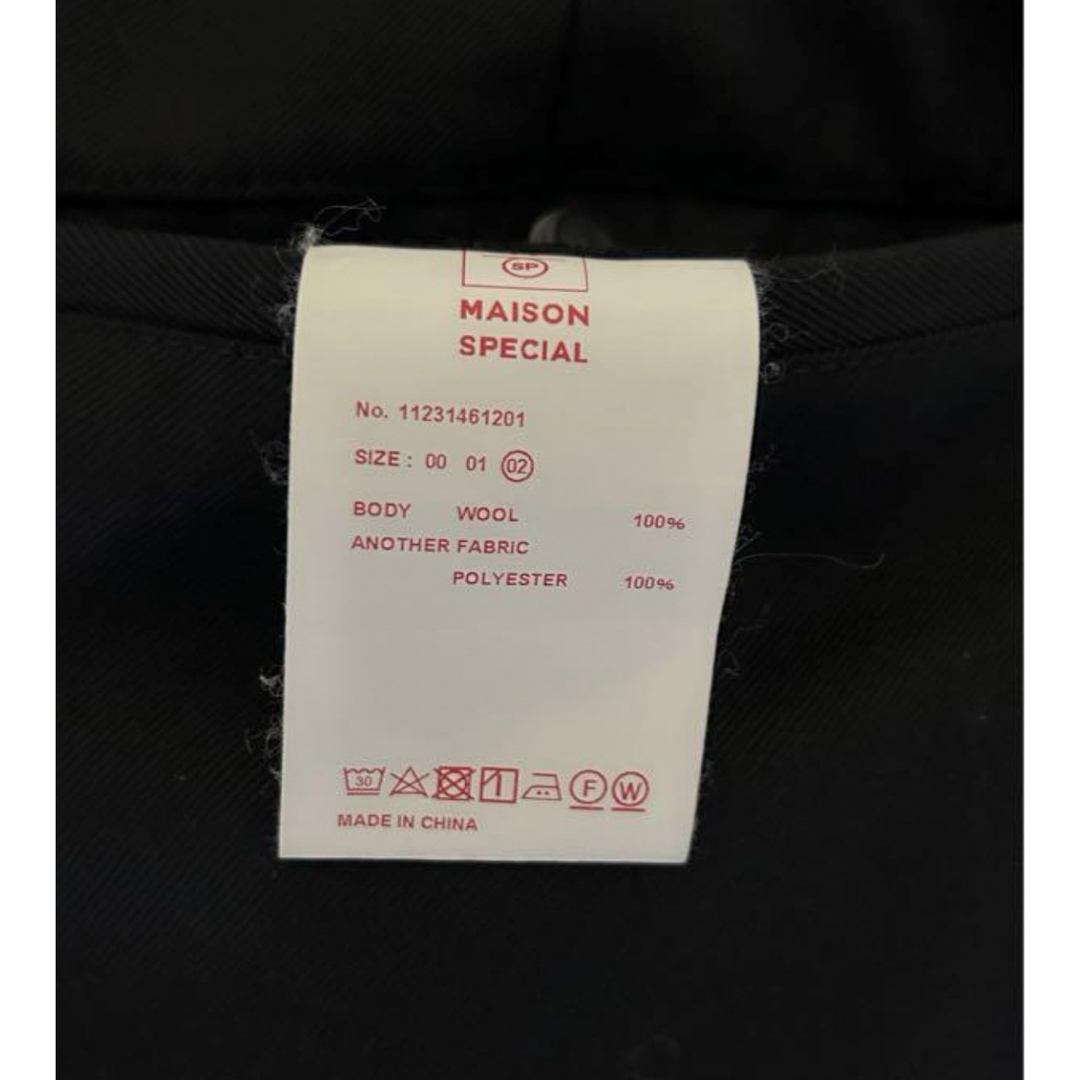 SP
MAISON
SPECIAL
No. 11231461201
SIZE : 00 01 02
BODY WOOL 100%
ANOTHER FABRIC
POLYESTER 100%
30 F W
MADE IN CHINA